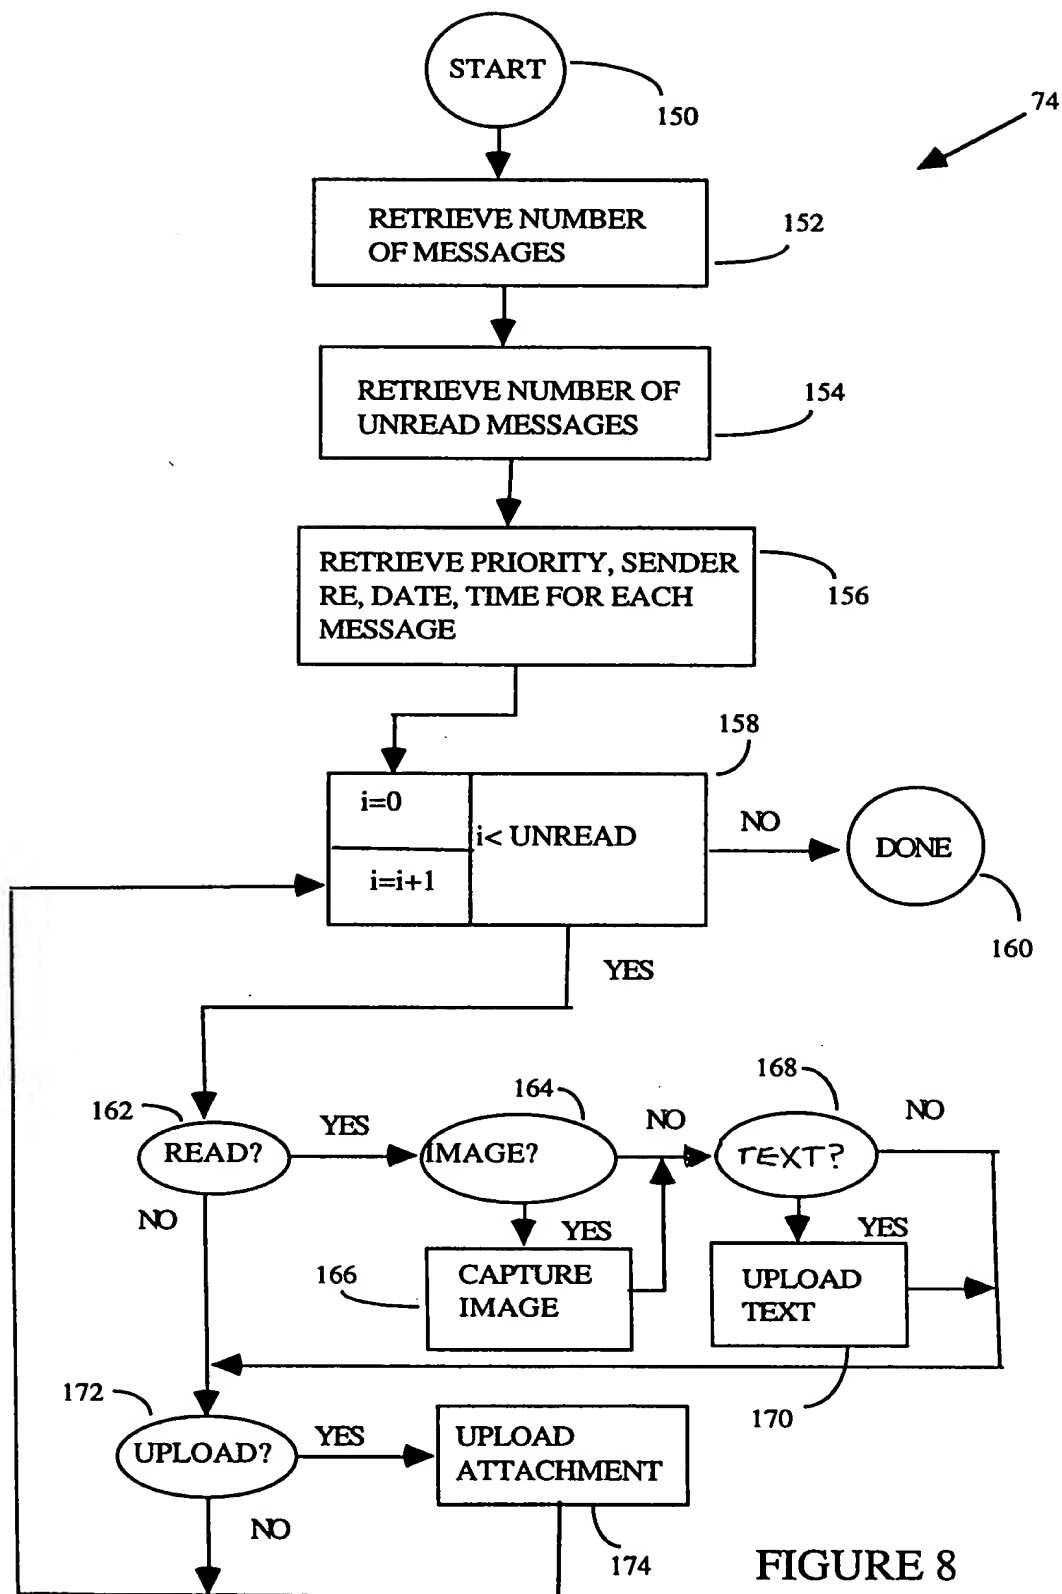 START
150
74
RETRIEVE NUMBER
OF MESSAGES
152
RETRIEVE NUMBER OF
UNREAD MESSAGES
154
RETRIEVE PRIORITY, SENDER
RE, DATE, TIME FOR EACH
MESSAGE
156
158
i=0
i=i+1
i< UNREAD
NO
DONE
160
YES
162
READ?
YES
164
IMAGE?
NO
168
TEXT?
NO
NO
YES
YES
166
CAPTURE
IMAGE
UPLOAD
TEXT
170
172
UPLOAD?
YES
UPLOAD
ATTACHMENT
NO
174
FIGURE 8